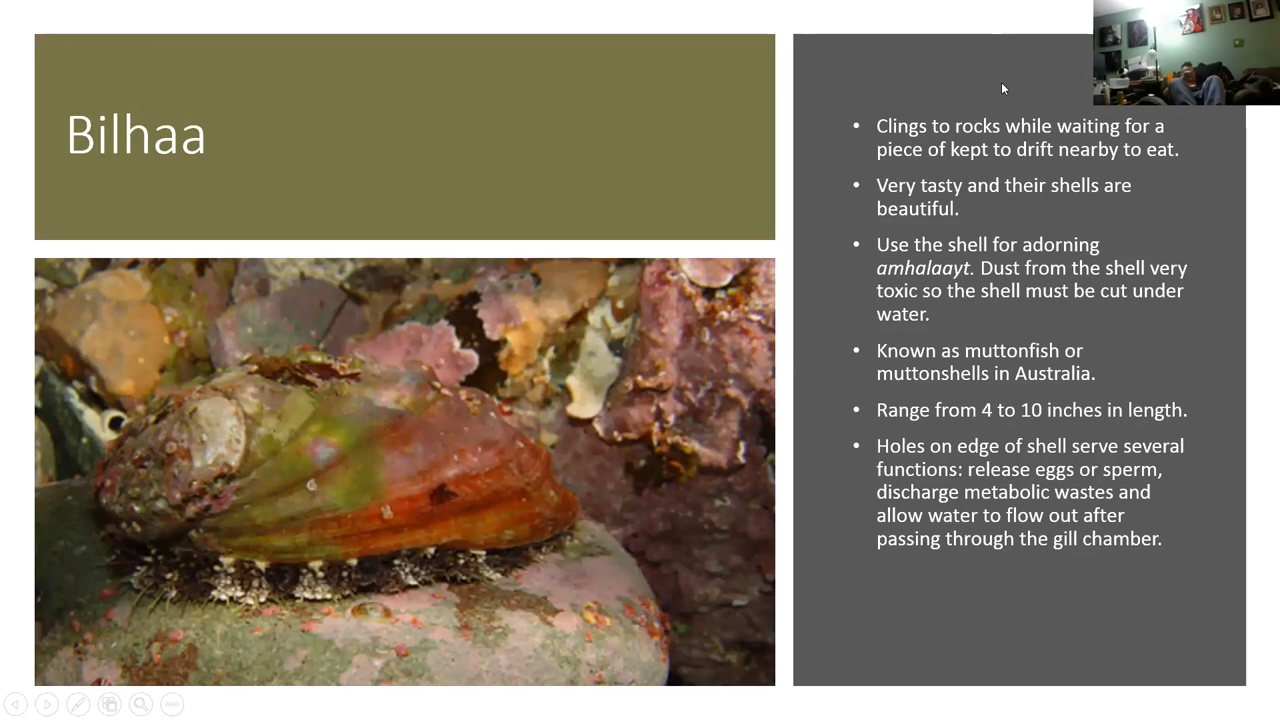 Bilhaa
• Clings to rocks while waiting for a
piece of kept to drift nearby to eat.
• Very tasty and their shells are
beautiful.
• Use the shell for adorning
amhalaayt. Dust from the shell very
toxic so the shell must be cut under
water.
• Known as muttonfish or
muttonshells in Australia.
• Range from 4 to 10 inches in length.
• Holes on edge of shell serve several
functions: release eggs or sperm,
discharge metabolic wastes and
allow water to flow out after
passing through the gill chamber.